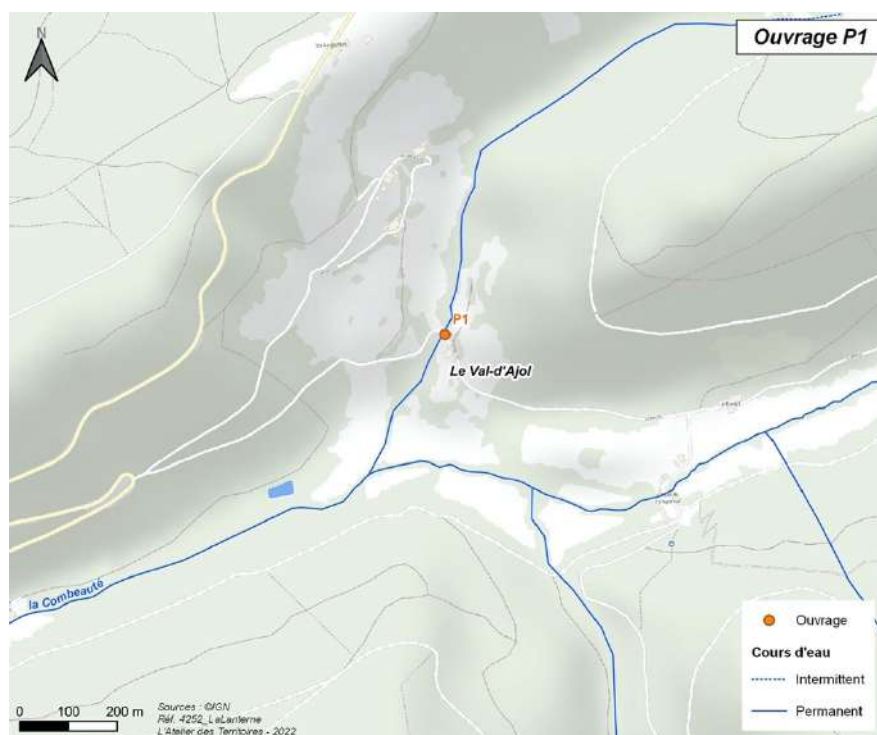 N
Ouvrage P1
P1
Le Val-d'Ajol
la Combeauté
Ouvrage
Cours d'eau
Intermittent
Permanent
0 100 200 m
Sources : ©IGN
Réf. 4252_LaLanterne
L'Atelier des Territoires - 2022